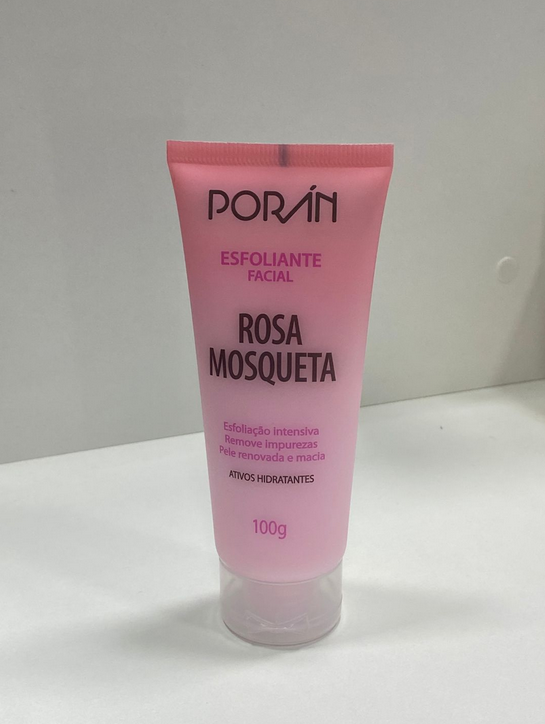 PORÁN
ESFOLIANTE
FACIAL
ROSA
MOSQUETA
Esfoliação intensiva
Remove impurezas
Pele renovada e macia
ATIVOS HIDRATANTES
100g